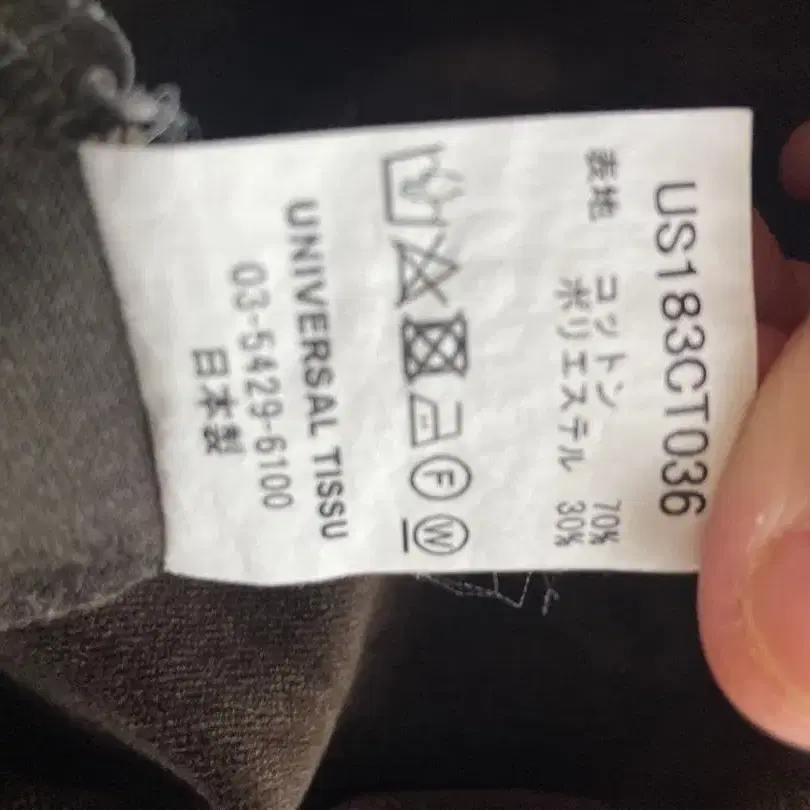 US183CT036
表地 コットン 70%
ポリエステル 30%
F W
UNIVERSAL TISSU
03-5429-6100
日本製